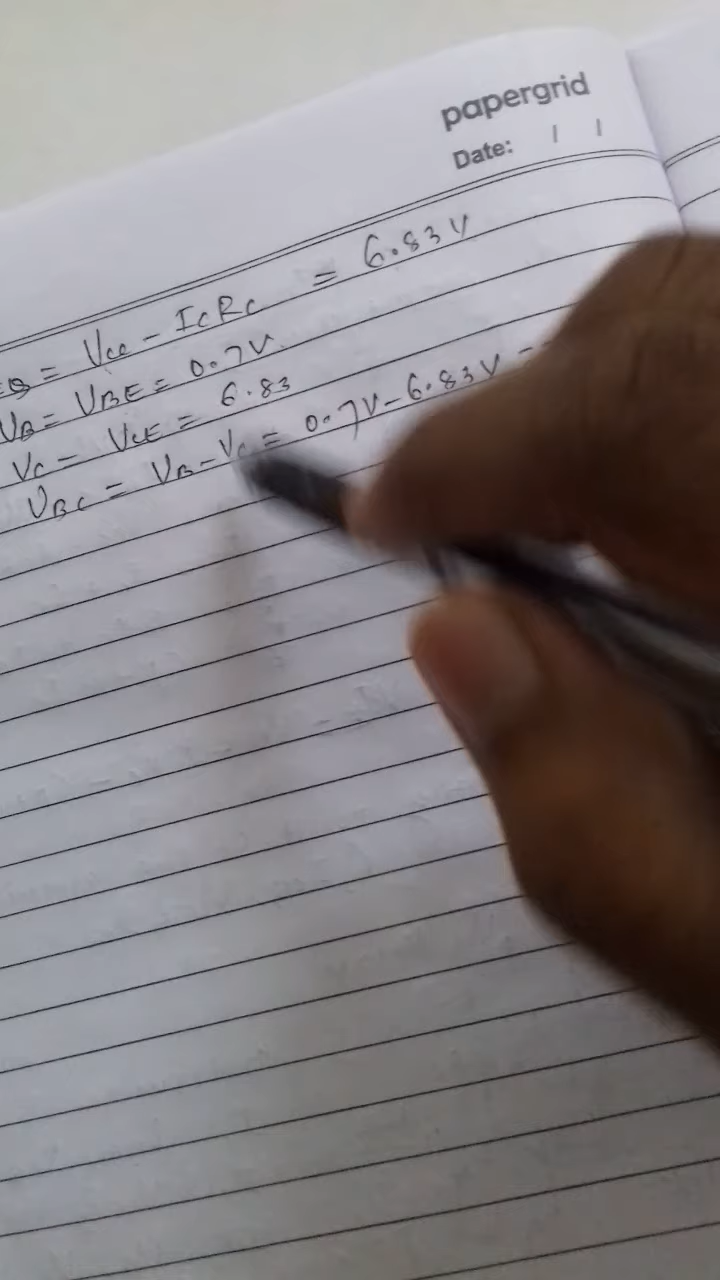 papergrid
Date: / /
= Vcc - IcRc = 6.83V
VB = VBE = 0.7V
Vc = VCE = 6.83
VBC = VB - Vc = 0.7V - 6.83V =